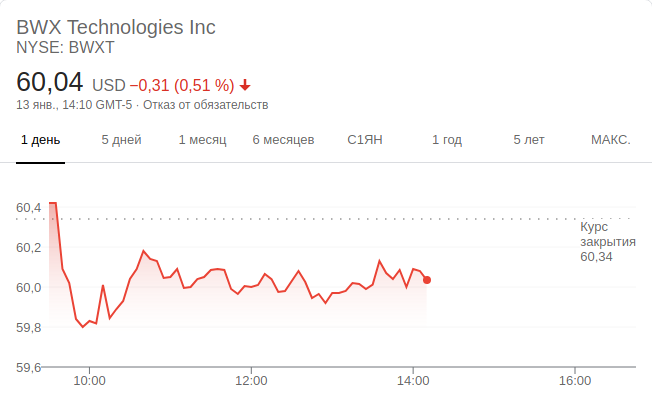 BWX Technologies Inc
NYSE: BWXT
60,04 USD −0,31 (0,51 %)
13 янв., 14:10 GMT-5 · Отказ от обязательств
1 день 5 дней 1 месяц 6 месяцев С1ЯН 1 год 5 лет МАКС.
60,4
Курс
закрытия
60,34
60,2
60,0
59,8
59,6
10:00 12:00 14:00 16:00